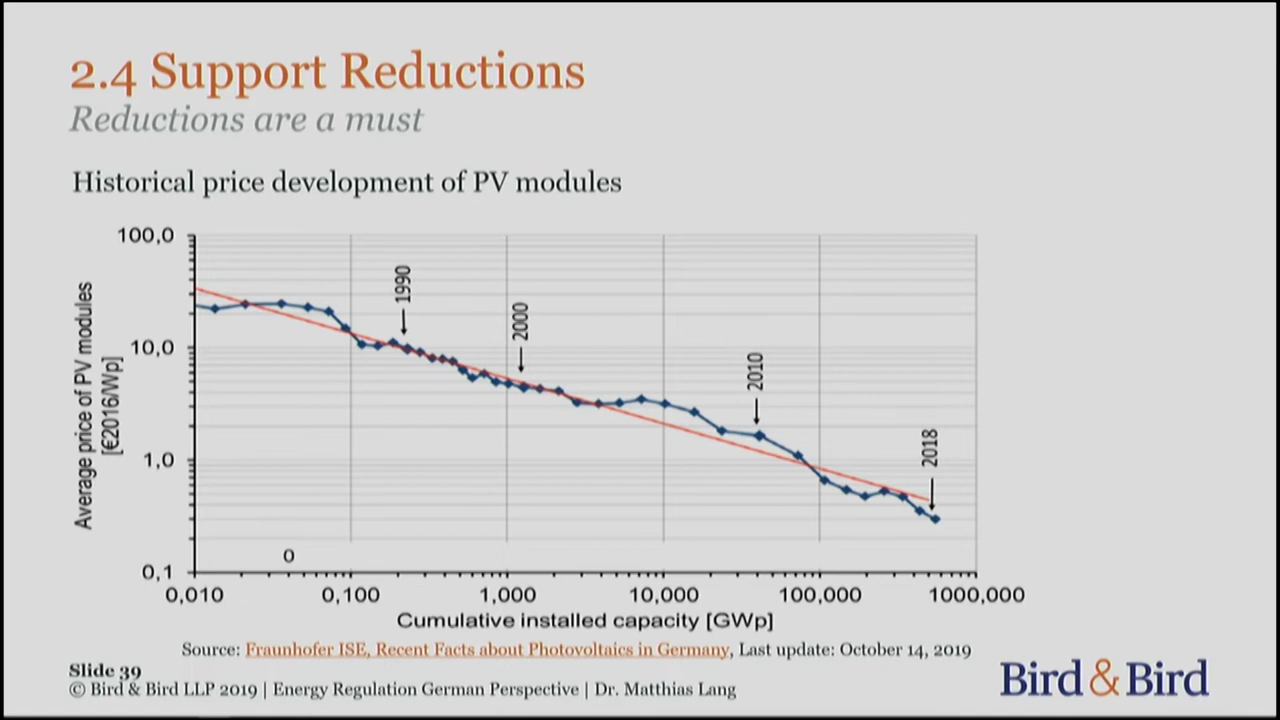 2.4 Support Reductions
Reductions are a must
Historical price development of PV modules
Average price of PV modules
[€2016/Wp]
100,0
10,0
1,0
0,1
1990
2000
2010
2018
0
0,010
0,100
1,000
10,000
100,000
1000,000
Cumulative installed capacity [GWp]
Source: Fraunhofer ISE, Recent Facts about Photovoltaics in Germany, Last update: October 14, 2019
Slide 39
© Bird & Bird LLP 2019 | Energy Regulation German Perspective | Dr. Matthias Lang
Bird & Bird